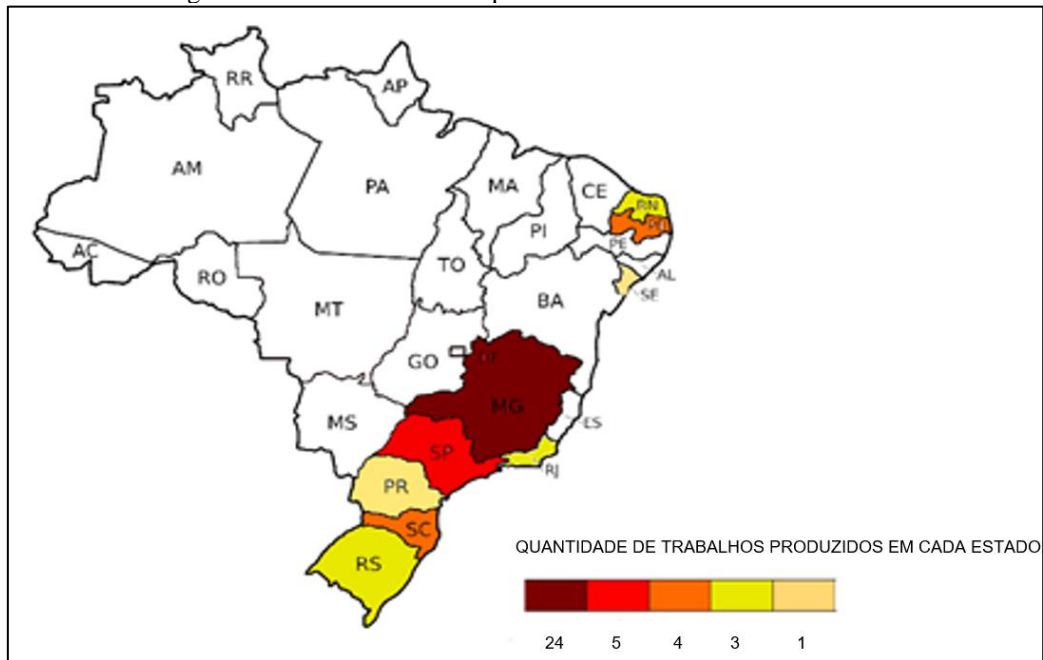 RR
AP
AM
PA
MA
CE
RN
PI
PE
AC
TO
AL
RO
SE
BA
MT
GO
DF
MG
MS
ES
SP
RJ
PR
SC
RS
QUANTIDADE DE TRABALHOS PRODUZIDOS EM CADA ESTADO
24 5 4 3 1